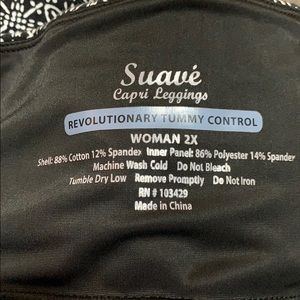 Suavé
Capri Leggings
REVOLUTIONARY TUMMY CONTROL
WOMAN 2X
Shell: 88% Cotton 12% Spandex Inner Panel: 86% Polyester 14% Spandex
Machine Wash Cold Do Not Bleach
Tumble Dry Low Remove Promptly Do Not Iron
RN # 103429
Made in China